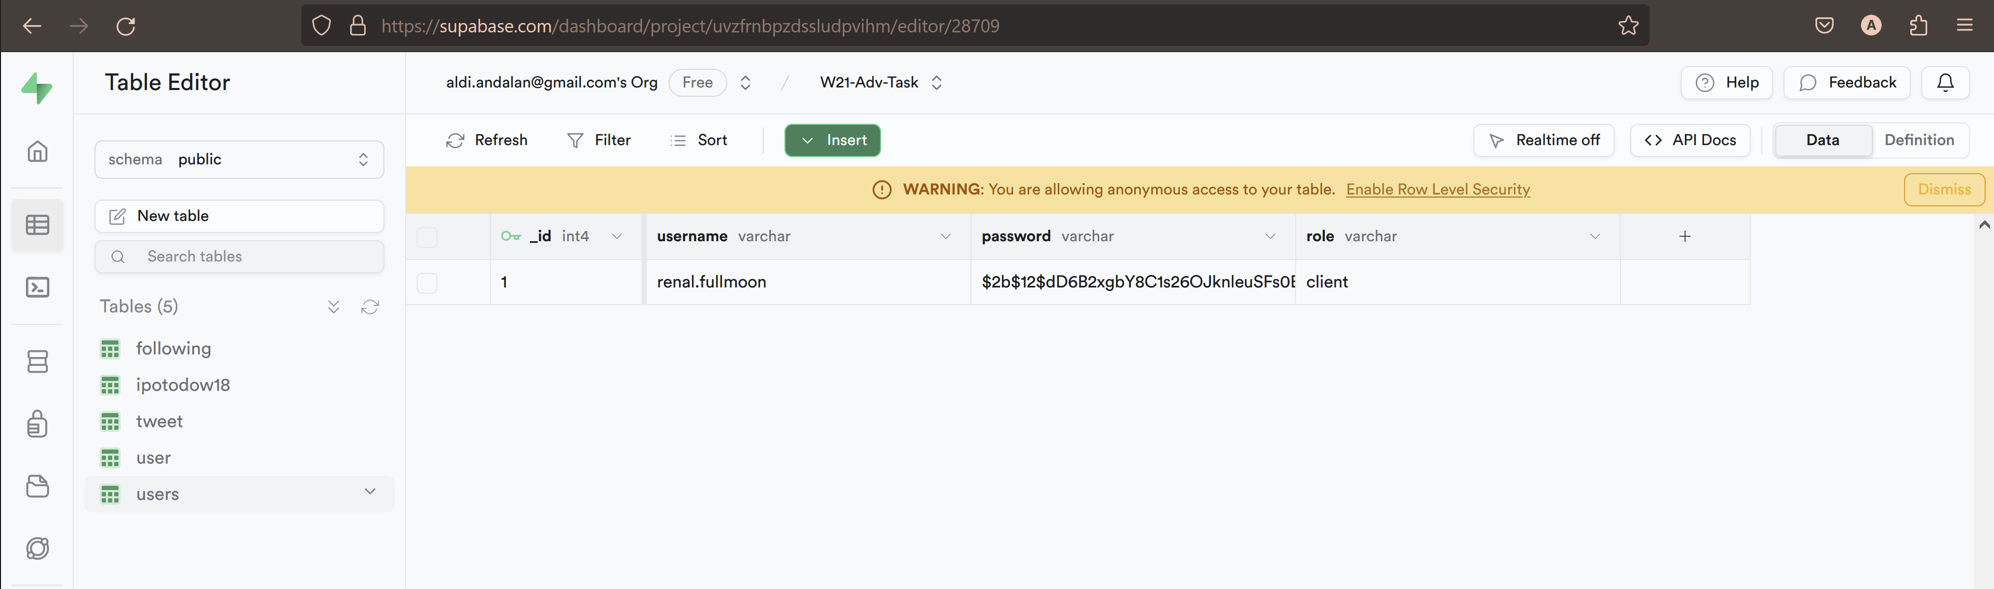 https://supabase.com/dashboard/project/uvzfrnbpzdssludpvihm/editor/28709
A
Table Editor
aldi.andalan@gmail.com's Org Free / W21-Adv-Task
Help Feedback
Refresh Filter Sort Insert Realtime off <> API Docs Data Definition
schema public
WARNING: You are allowing anonymous access to your table. Enable Row Level Security Dismiss
New table
Search tables
_id int4 username varchar password varchar role varchar +
1 renal.fullmoon $2b$12$dD6B2xgbY8C1s26OJknleuSFs0E client
Tables (5)
following
ipotodow18
tweet
user
users